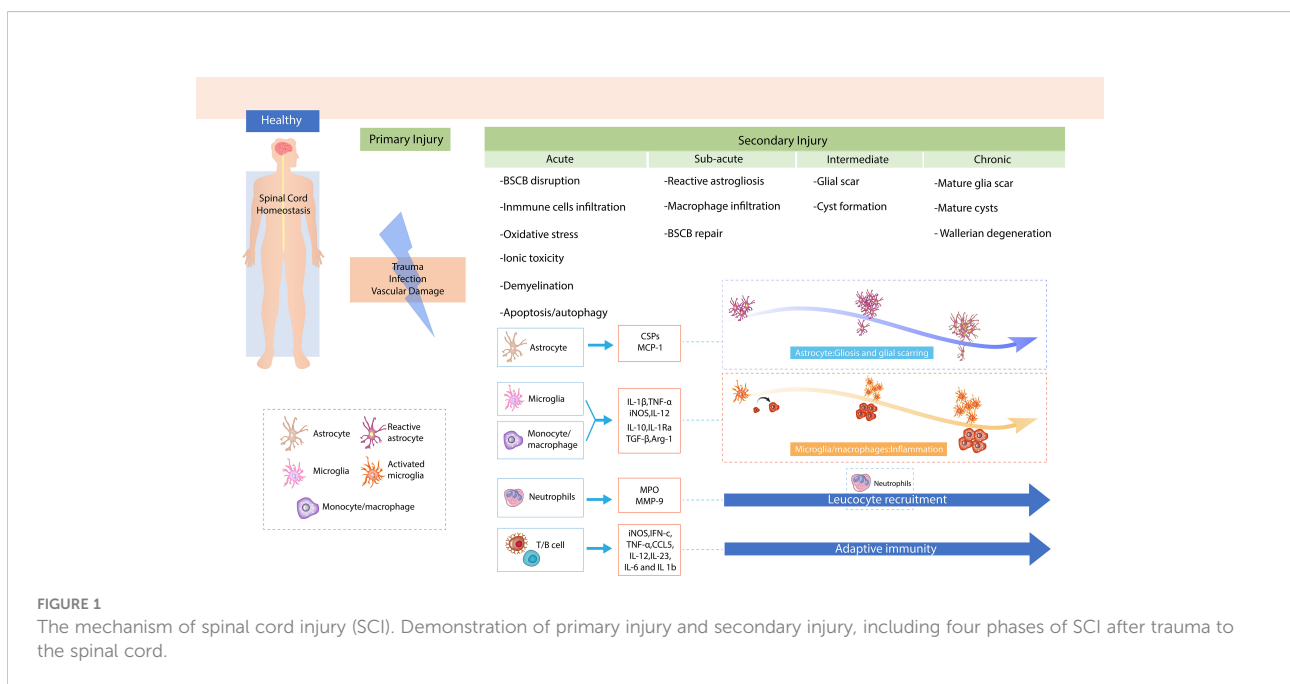 Healthy
Primary Injury
Spinal Cord
Homeostasis
Trauma
Infection
Vascular Damage
Secondary Injury
Acute
Sub-acute
Intermediate
Chronic
-BSCB disruption
-Inmmune cells infiltration
-Oxidative stress
-Ionic toxicity
-Demyelination
-Apoptosis/autophagy
-Reactive astrogliosis
-Macrophage infiltration
-BSCB repair
-Glial scar
-Cyst formation
-Mature glia scar
-Mature cysts
- Wallerian degeneration
Astrocyte
CSPs
MCP-1
Astrocyte:Gliosis and glial scarring
Microglia
Monocyte/
macrophage
IL-1β,TNF-α
iNOS,IL-12
IL-10,IL-1Ra
TGF-β,Arg-1
Microglia/macrophages:Inflammation
Neutrophils
MPO
MMP-9
Neutrophils
Leucocyte recruitment
T/B cell
iNOS,IFN-c,
TNF-α,CCL5,
IL-12,IL-23,
IL-6 and IL 1b
Adaptive immunity
Astrocyte
Reactive
astrocyte
Microglia
Activated
microglia
Monocyte/macrophage
FIGURE 1
The mechanism of spinal cord injury (SCI). Demonstration of primary injury and secondary injury, including four phases of SCI after trauma to
the spinal cord.